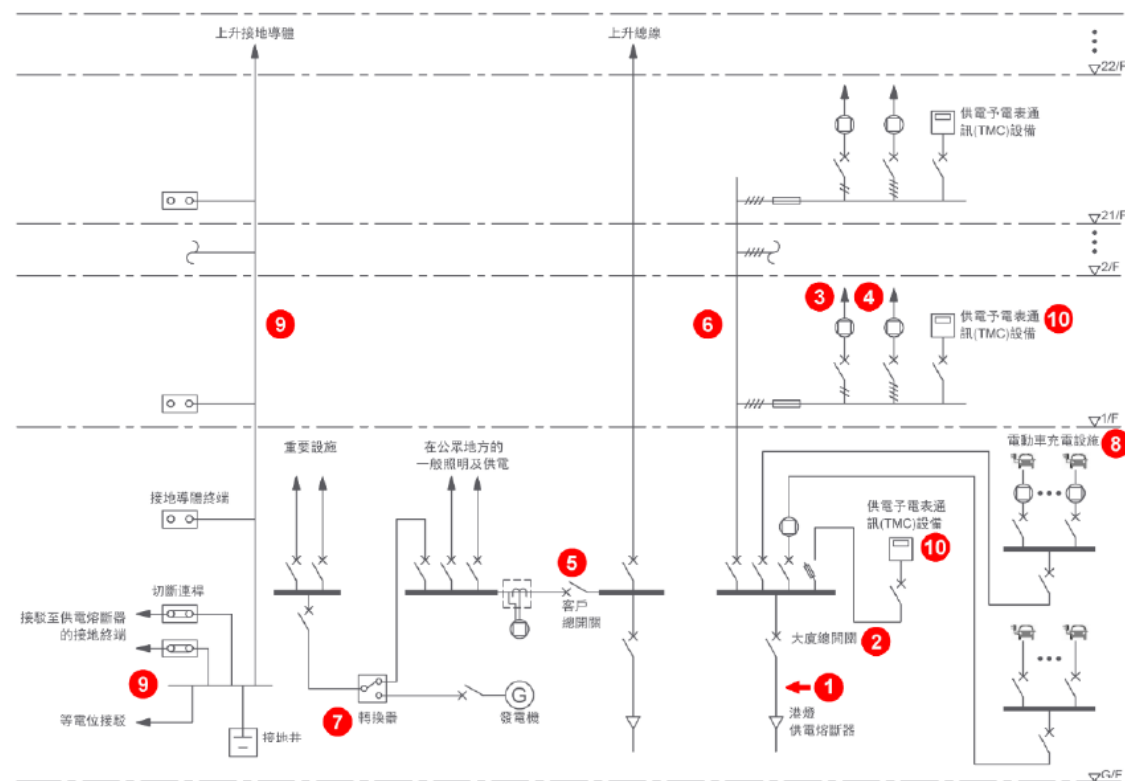 上升接地導體
上升總線
22/F
供電予電表通
訊(TMC)設備
21/F
2/F
3
4
供電予電表通
訊(TMC)設備
10
9
6
1/F
重要設施
在公眾地方的
一般照明及供電
電動車充電設施
8
接地導體終端
供電予電表通
訊(TMC)設備
10
5
客戶
總開關
切斷連桿
接駁至供電熔斷器
的接地終端
大廈總開關
2
9
1
7
轉換器
G
發電機
港燈
供電熔斷器
等電位接駁
接地井
G/F